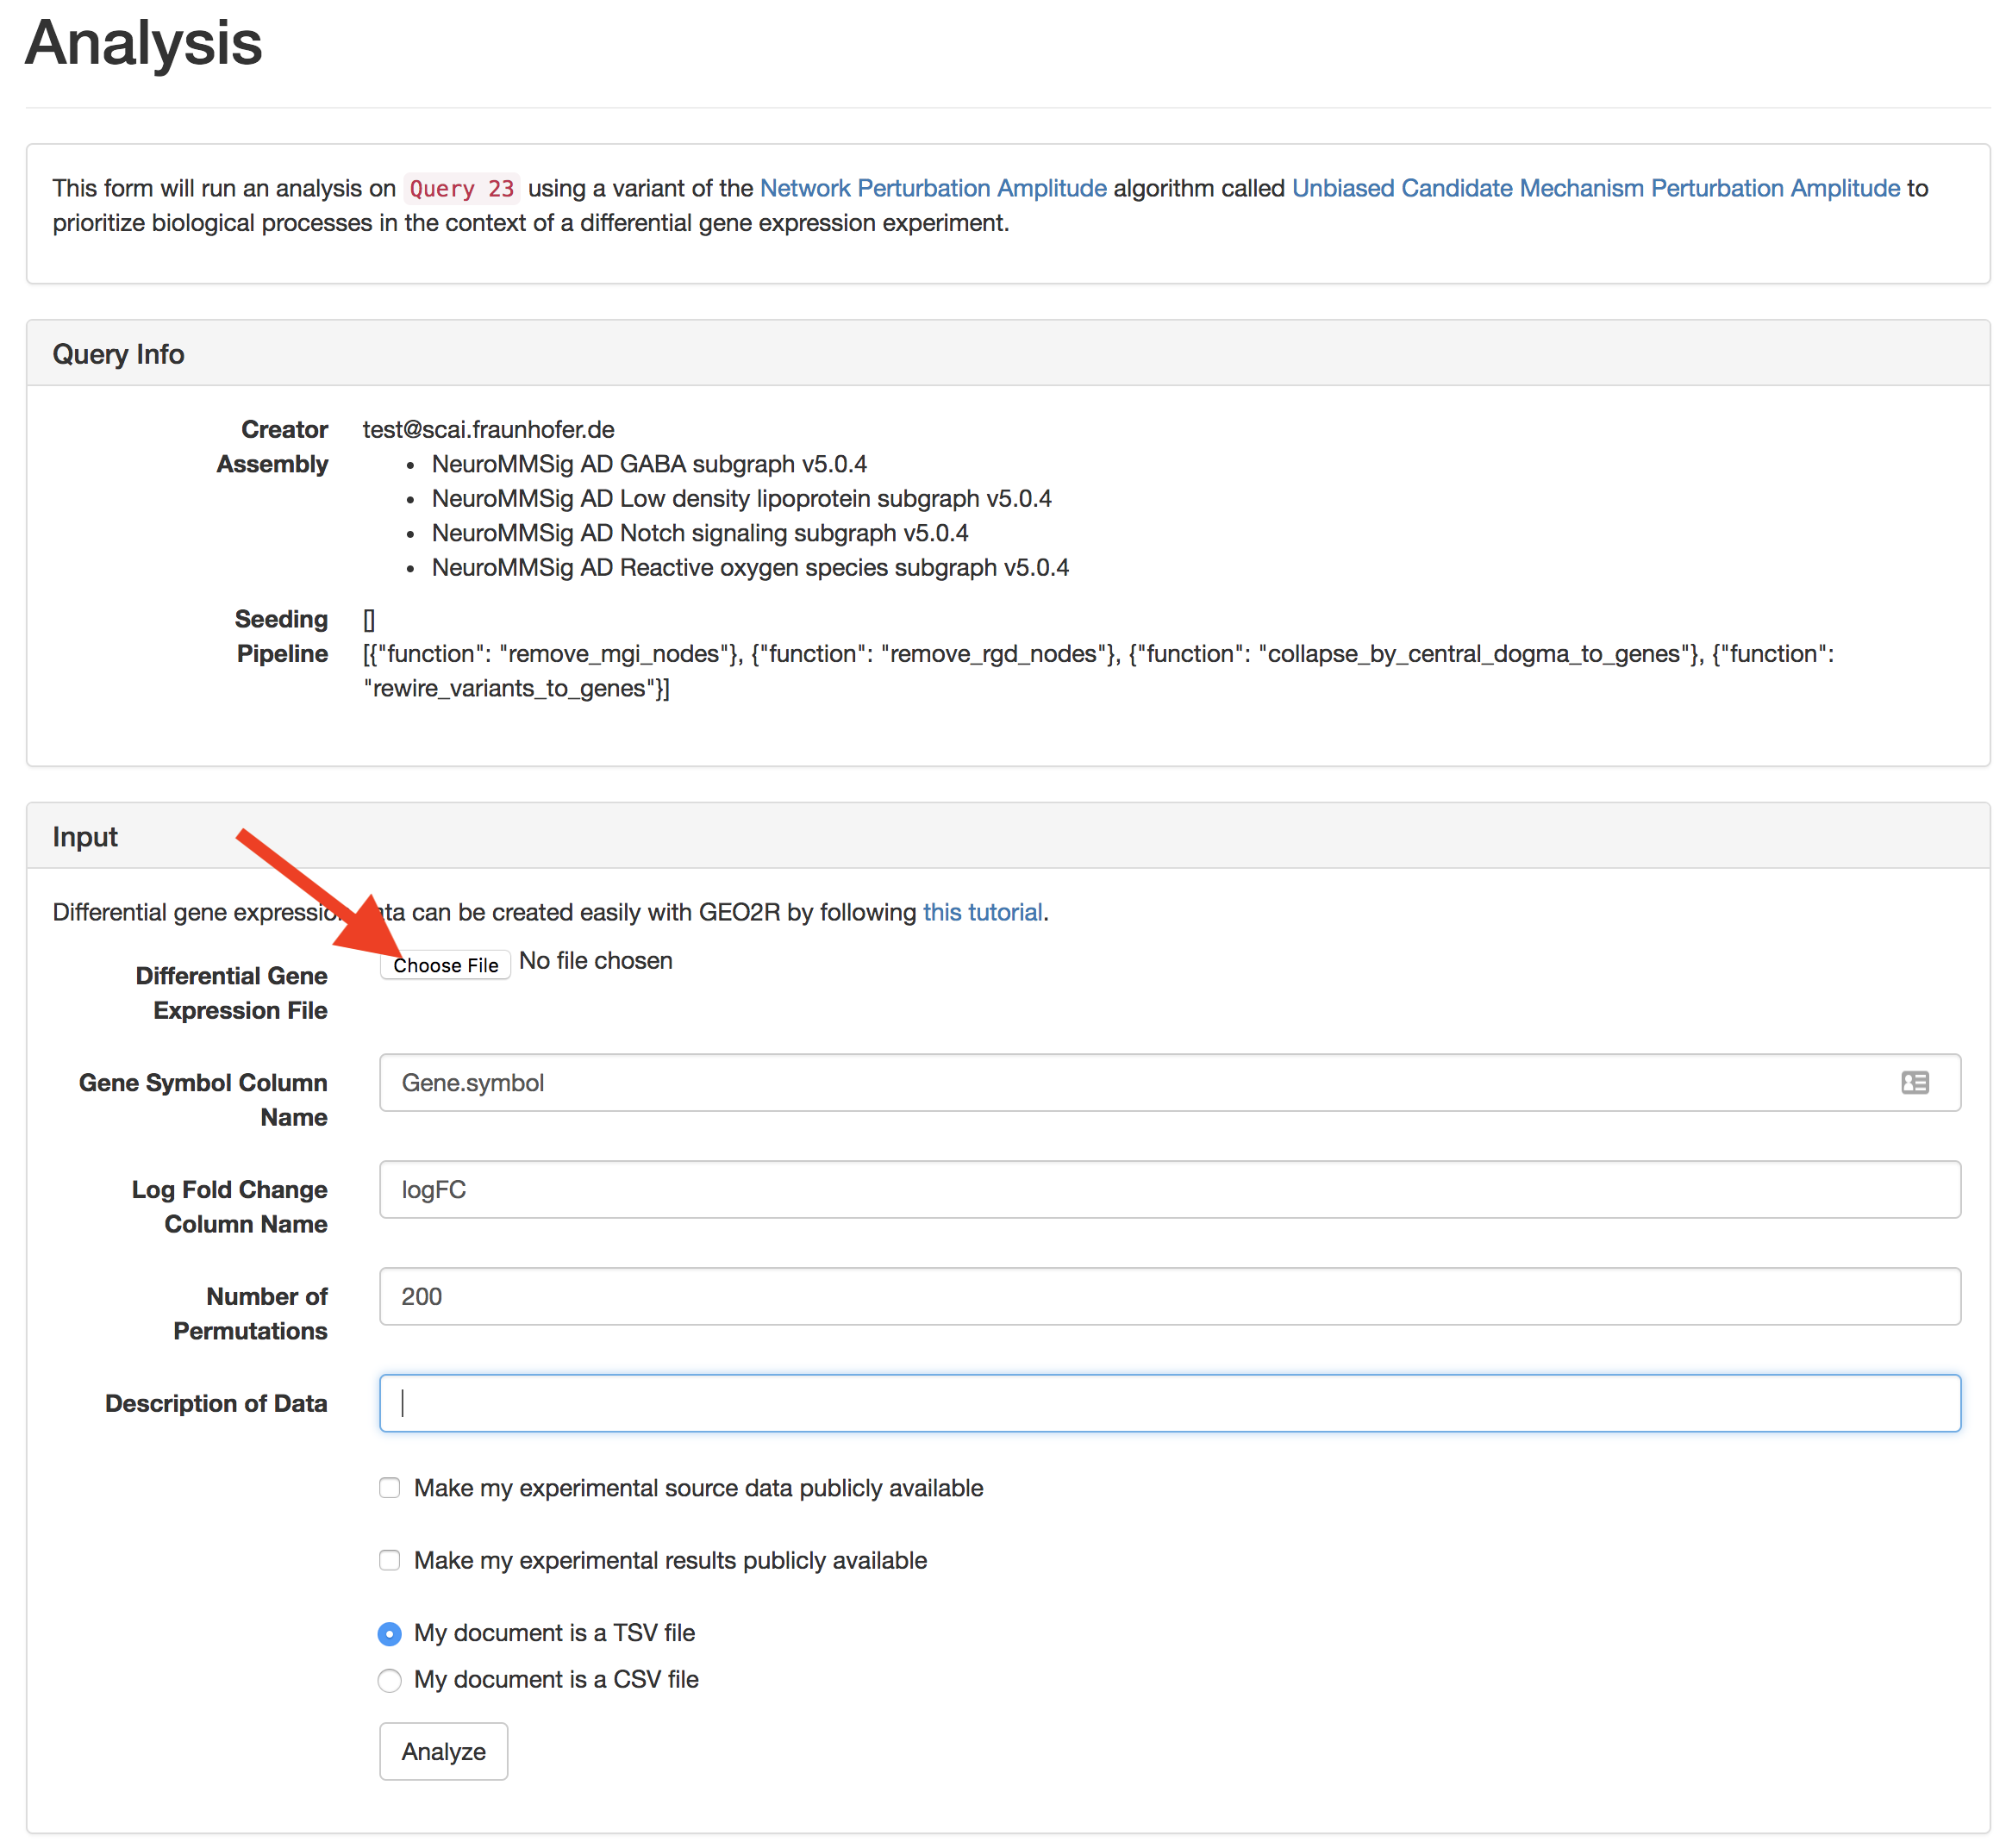 Analysis
This form will run an analysis on Query 23 using a variant of the Network Perturbation Amplitude algorithm called Unbiased Candidate Mechanism Perturbation Amplitude to
prioritize biological processes in the context of a differential gene expression experiment.
Query Info
Creator test@scai.fraunhofer.de
Assembly • NeuroMMSig AD GABA subgraph v5.0.4
• NeuroMMSig AD Low density lipoprotein subgraph v5.0.4
• NeuroMMSig AD Notch signaling subgraph v5.0.4
• NeuroMMSig AD Reactive oxygen species subgraph v5.0.4
Seeding []
Pipeline [{"function": "remove_mgi_nodes"}, {"function": "remove_rgd_nodes"}, {"function": "collapse_by_central_dogma_to_genes"}, {"function":
"rewire_variants_to_genes"}]
Input
Differential gene expression data can be created easily with GEO2R by following this tutorial.
Differential Gene Choose File No file chosen
Expression File
Gene Symbol Column Gene.symbol
Name
Log Fold Change logFC
Column Name
Number of 200
Permutations
Description of Data
Make my experimental source data publicly available
Make my experimental results publicly available
My document is a TSV file
My document is a CSV file
Analyze